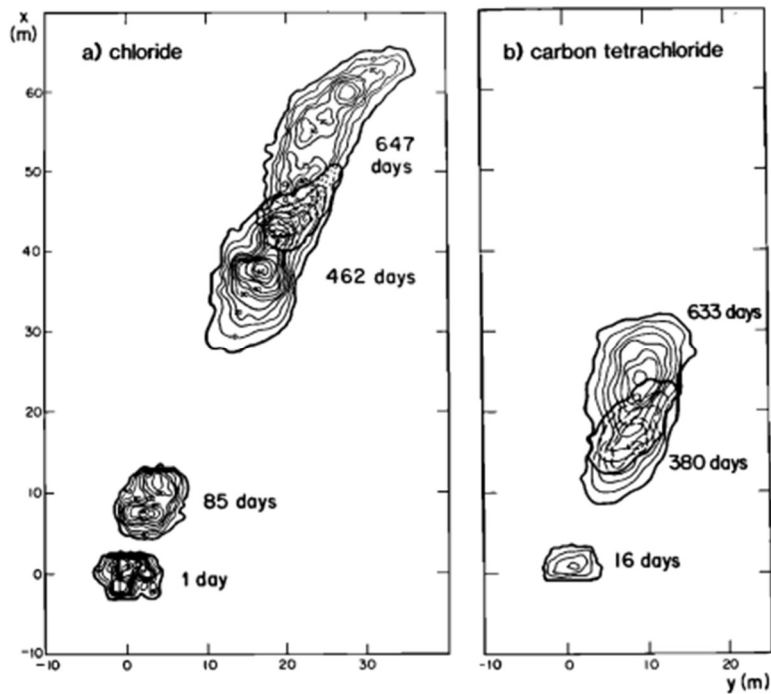 x
(m)
a) chloride
b) carbon tetrachloride
60
50
40
30
20
10
0
-10
647
days
462 days
85 days
1 day
633 days
380 days
16 days
-10 0 10 20 30
-10 0 10 20
y (m)